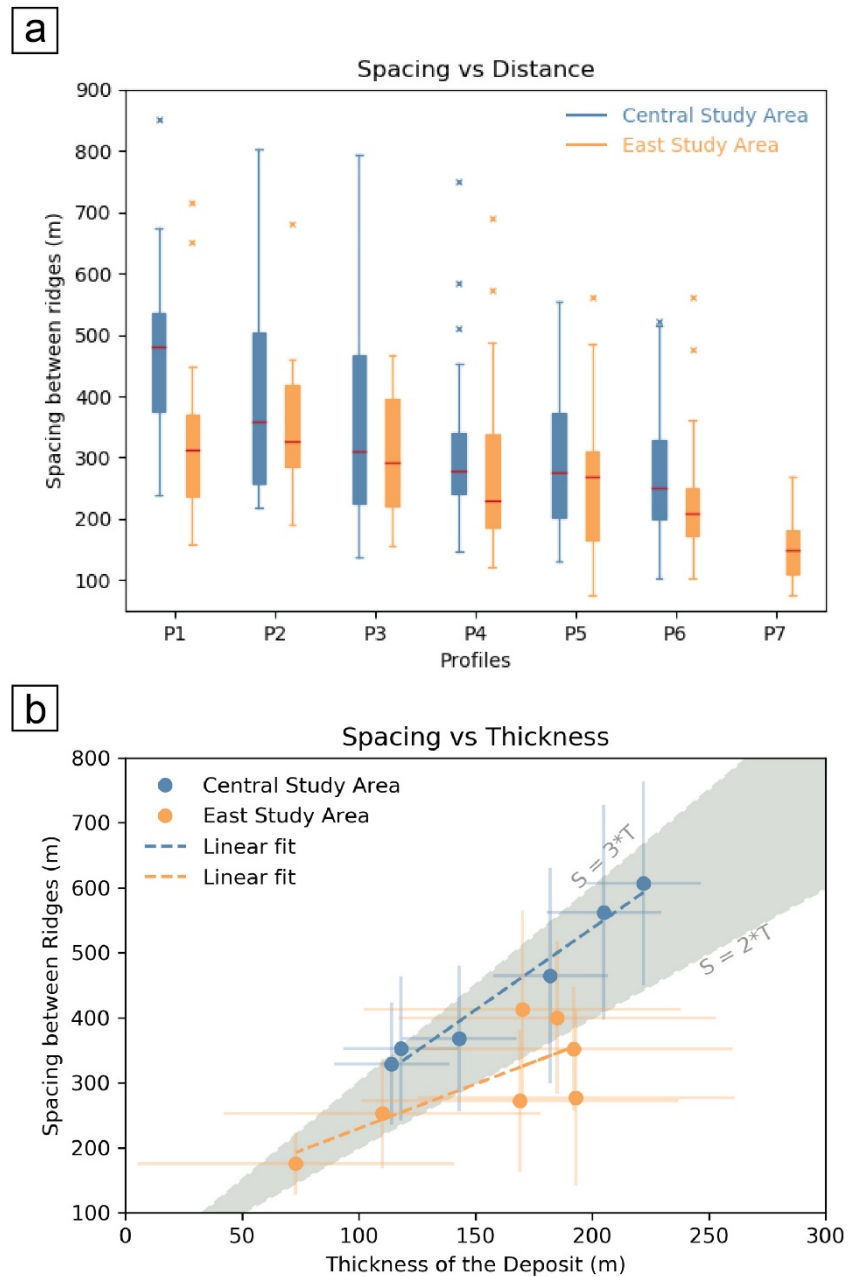 a
Spacing vs Distance
900
800
700
600
500
400
300
200
100
Spacing between ridges (m)
Central Study Area
East Study Area
P1 P2 P3 P4 P5 P6 P7
Profiles
b
Spacing vs Thickness
800
700
600
500
400
300
200
100
Spacing between Ridges (m)
Central Study Area
East Study Area
Linear fit
Linear fit
S = 3*T
S = 2*T
0 50 100 150 200 250 300
Thickness of the Deposit (m)